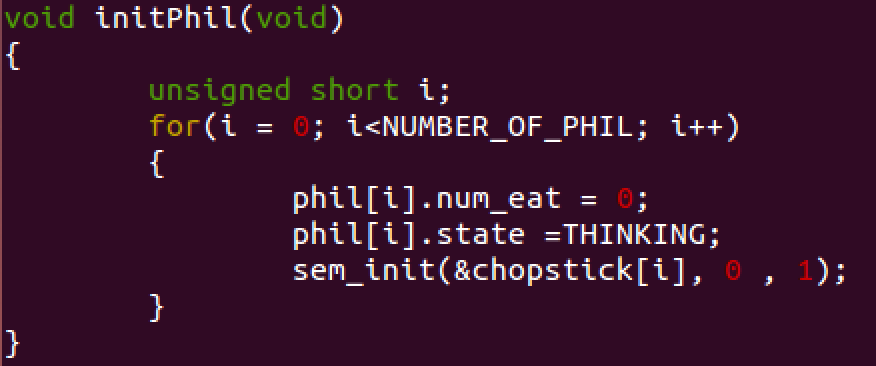 void initPhil(void)
{
        unsigned short i;
        for(i = 0; i<NUMBER_OF_PHIL; i++)
        {
                phil[i].num_eat = 0;
                phil[i].state =THINKING;
                sem_init(&chopstick[i], 0 , 1);
        }
}